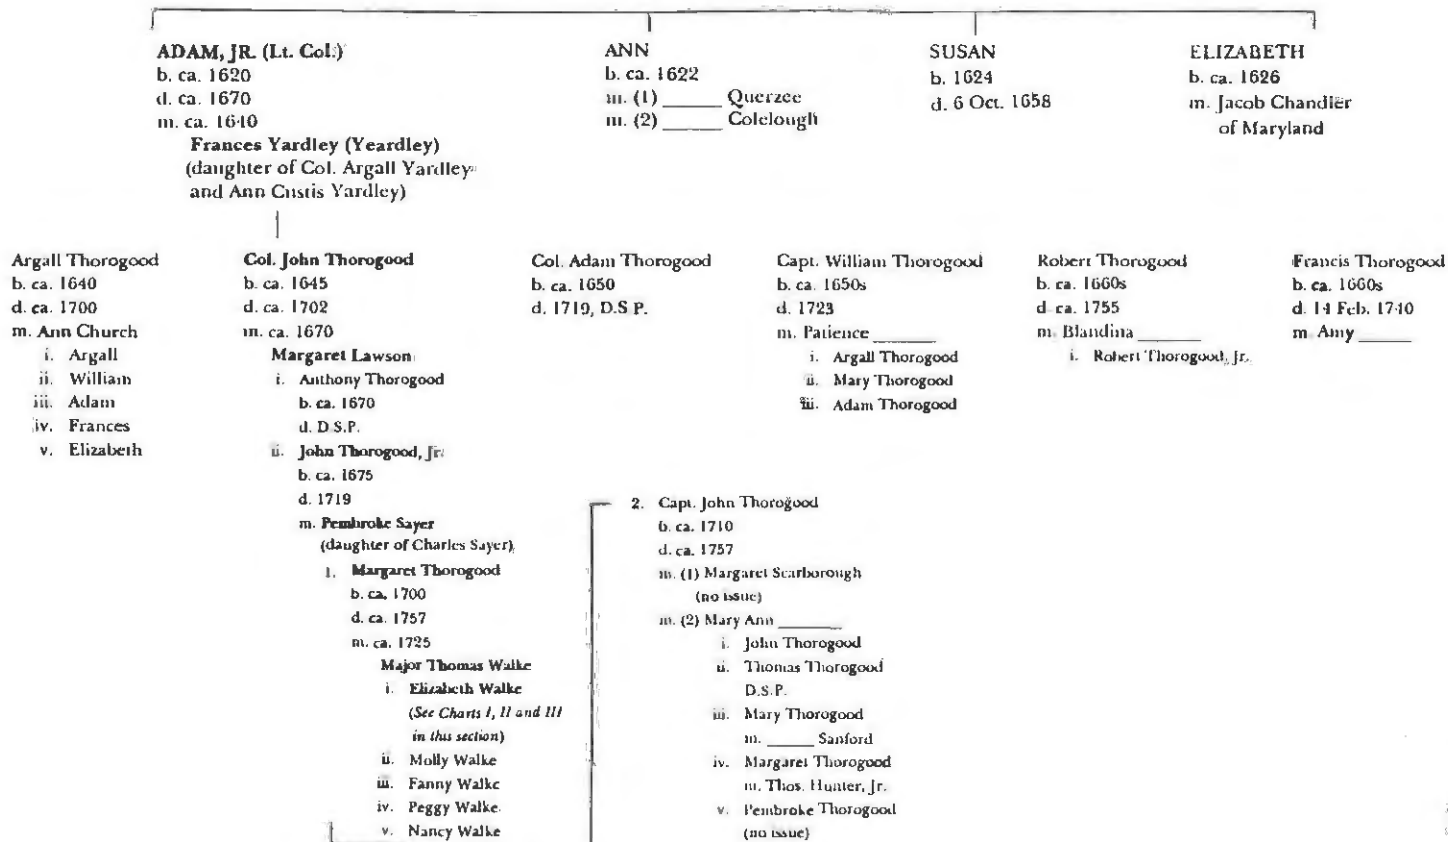 ADAM, JR. (Lt. Col.)
b. ca. 1620
d. ca. 1670
m. ca. 1640
Frances Yardley (Yeardley)
(daughter of Col. Argall Yardley
and Ann Custis Yardley)
ANN
b. ca. 1622
m. (1) ______ Querzee
m. (2) ______ Colelough
SUSAN
b. 1624
d. 6 Oct. 1658
ELIZABETH
b. ca. 1626
m. Jacob Chandler
of Maryland
Argall Thorogood
b. ca. 1640
d. ca. 1700
m. Ann Church
i. Argall
ii. William
iii. Adam
iv. Frances
v. Elizabeth
Col. John Thorogood
b. ca. 1645
d. ca. 1702
m. ca. 1670
Margaret Lawson
i. Anthony Thorogood
b. ca. 1670
d. D.S.P.
ii. John Thorogood, Jr.
b. ca. 1675
d. 1719
m. Pembroke Sayer
(daughter of Charles Sayer)
1. Margaret Thorogood
b. ca. 1700
d. ca. 1757
m. ca. 1725
Major Thomas Walke
i. Elizabeth Walke
(See Charts I, II and III
in this section)
ii. Molly Walke
iii. Fanny Walke
iv. Peggy Walke
v. Nancy Walke
2. Capt. John Thorogood
b. ca. 1710
d. ca. 1757
m. (1) Margaret Scarborough
(no issue)
m. (2) Mary Ann ______
i. John Thorogood
ii. Thomas Thorogood
D.S.P.
iii. Mary Thorogood
m. ______ Sanford
iv. Margaret Thorogood
m. Thos. Hunter, Jr.
v. Pembroke Thorogood
(no issue)
Col. Adam Thorogood
b. ca. 1650
d. 1719, D.S.P.
Capt. William Thorogood
b. ca. 1650s
d. 1723
m. Patience ______
i. Argall Thorogood
ii. Mary Thorogood
iii. Adam Thorogood
Robert Thorogood
b. ca. 1660s
d. ca. 1755
m. Blandina ______
i. Robert Thorogood, Jr.
Francis Thorogood
b. ca. 1660s
d. 14 Feb. 1740
m. Amy ______